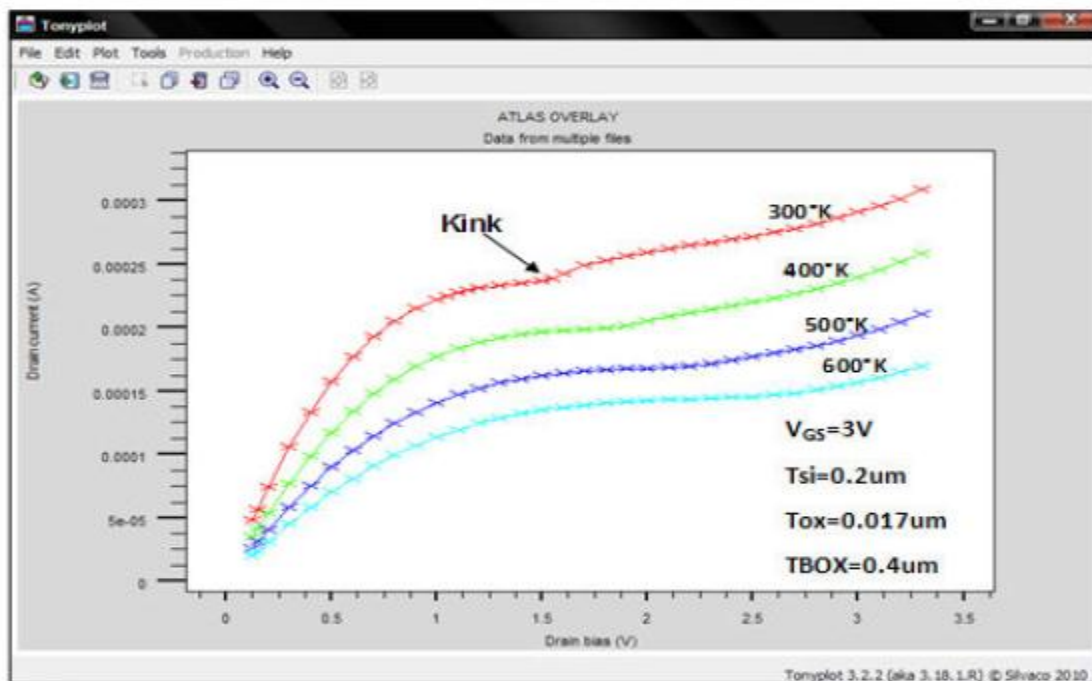 Tonyplot
File Edit Plot Tools Production Help
ATLAS OVERLAY
Data from multiple files
Drain current (A)
0.0003
0.00025
0.0002
0.00015
0.0001
5e-05
0
Kink
300°K
400°K
500°K
600°K
V_GS=3V
Tsi=0.2um
Tox=0.017um
TBOX=0.4um
0 0.5 1 1.5 2 2.5 3 3.5
Drain bias (V)
Tonyplot 3.2.2 (aka 3.18.1.R) © Silvaco 2010